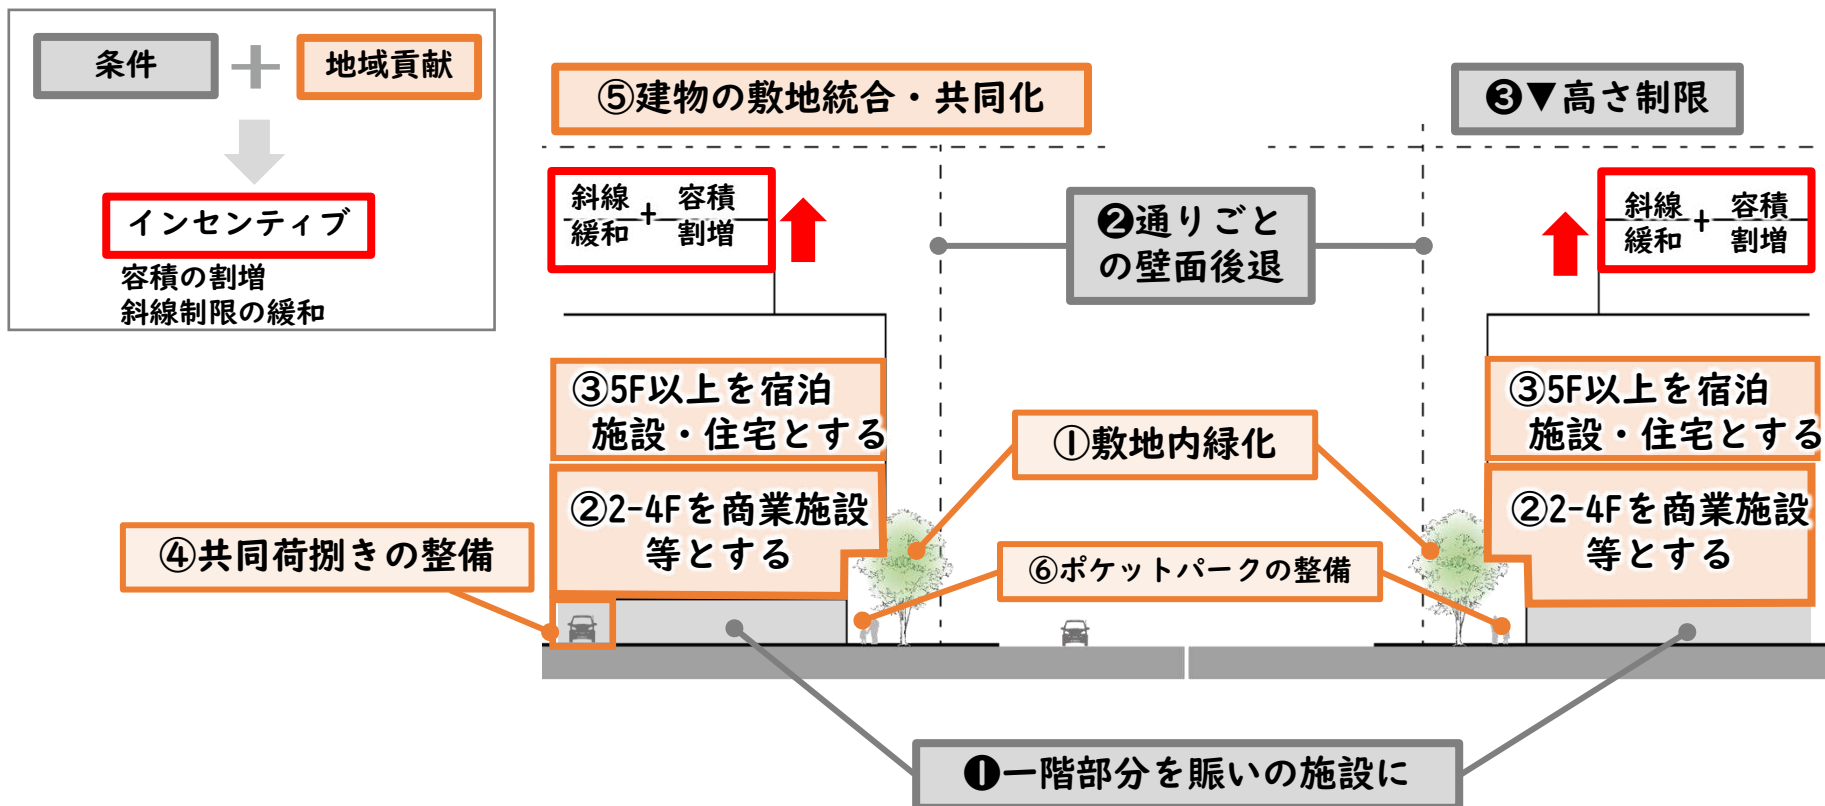 条件
＋
地域貢献
インセンティブ
容積の割増
斜線制限の緩和
⑤建物の敷地統合・共同化
❸▼高さ制限
斜線
緩和
+
容積
割増
❷通りごと
の壁面後退
斜線
緩和
+
容積
割増
③5F以上を宿泊
施設・住宅とする
③5F以上を宿泊
施設・住宅とする
①敷地内緑化
②2-4Fを商業施設
等とする
②2-4Fを商業施設
等とする
④共同荷捌きの整備
⑥ポケットパークの整備
❶一階部分を賑いの施設に